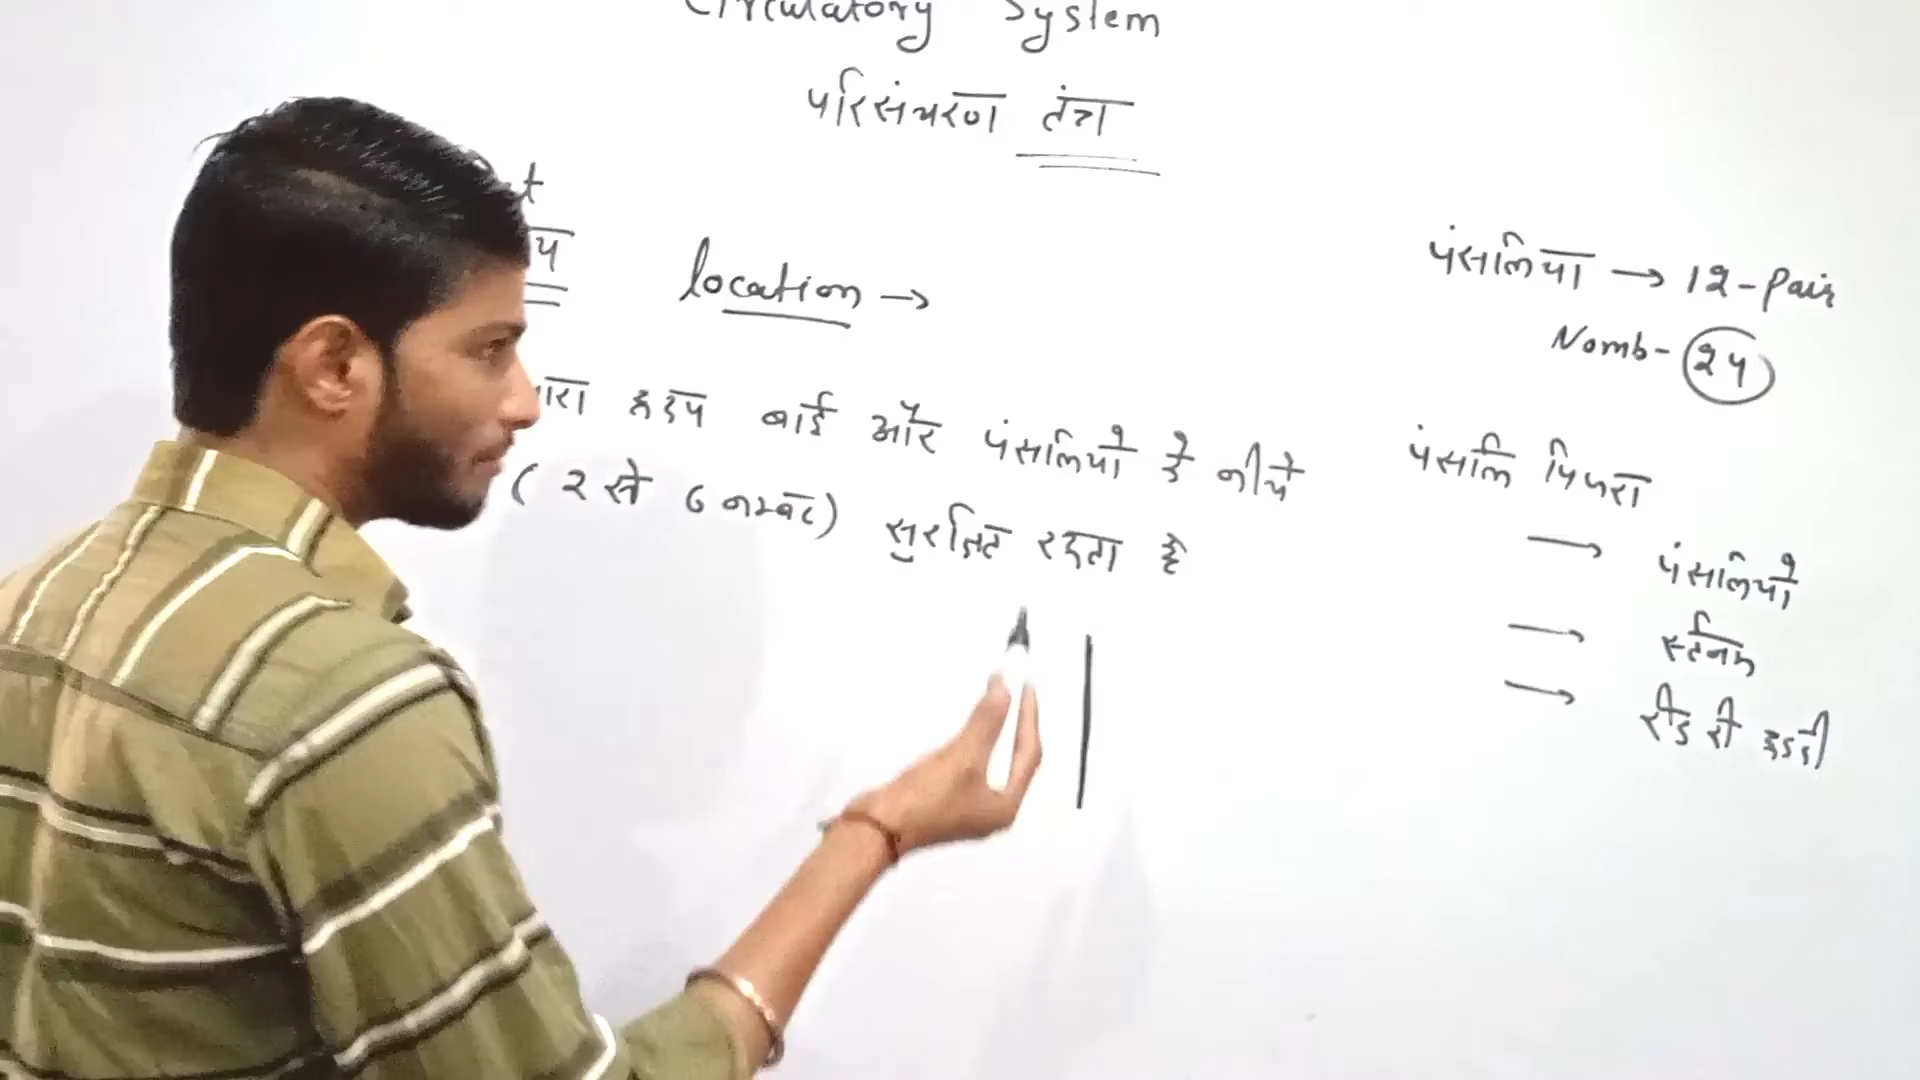 Circulatory System
परिसंचरण तंत्र
location →
हृदय बाईं और पंसलियों के नीचे
(2 से 6 नम्बर) सुरक्षित रहता है
पंसलिया → 12-Pair
Nomb- 24
पंसलि पिंजरा
→ पंसलियों
→ स्टर्नम
→ रीड री हड्डी